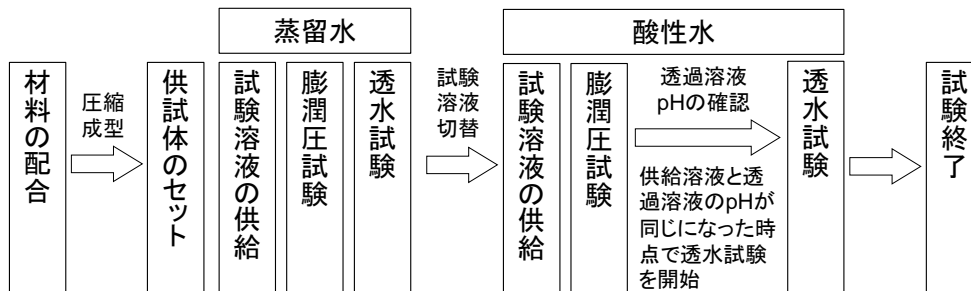 蒸留水
酸性水
材料の配合
圧縮
成型
供試体のセット
試験溶液の供給
膨潤圧試験
透水試験
試験
溶液
切替
試験溶液の供給
膨潤圧試験
透過溶液
pHの確認
供給溶液と透
過溶液のpHが
同じになった時
点で透水試験
を開始
透水試験
試験終了